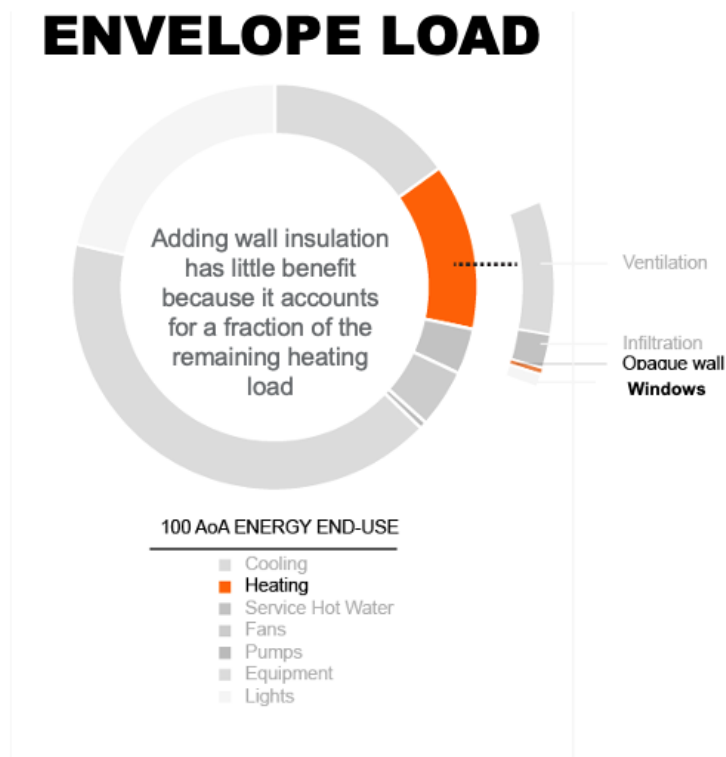 ENVELOPE LOAD
Adding wall insulation
has little benefit
because it accounts
for a fraction of the
remaining heating
load
Ventilation
Infiltration
Opaque wall
Windows
100 AoA ENERGY END-USE
Cooling
Heating
Service Hot Water
Fans
Pumps
Equipment
Lights